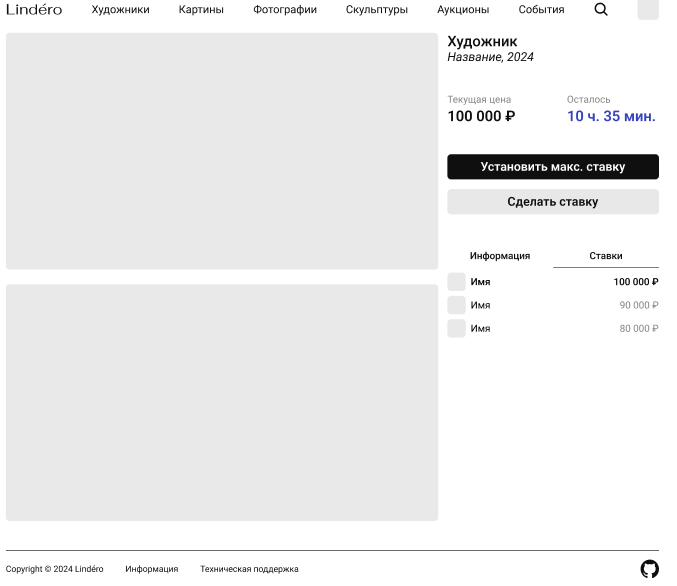 Lindéro Художники Картины Фотографии Скульптуры Аукционы События
Художник
Название, 2024
Текущая цена Осталось
100 000 ₽ 10 ч. 35 мин.
Установить макс. ставку
Сделать ставку
Информация Ставки
Имя 100 000 ₽
Имя 90 000 ₽
Имя 80 000 ₽
Copyright © 2024 Lindéro Информация Техническая поддержка